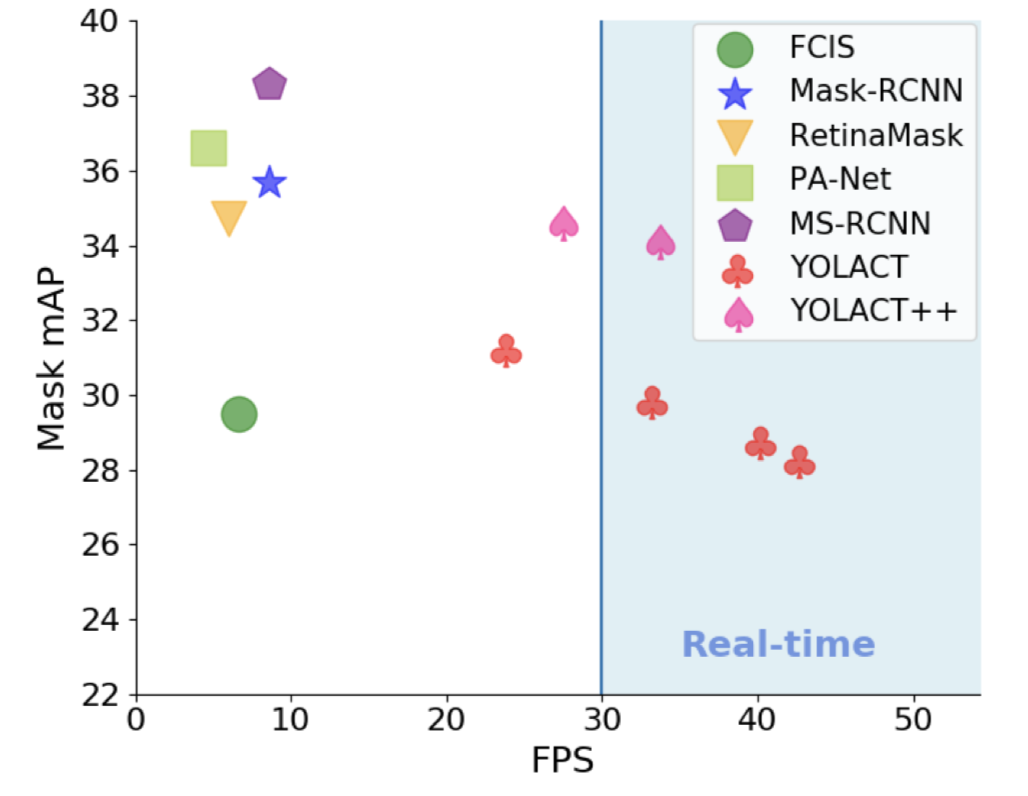 40
38
36
34
32
30
28
26
24
22
Mask mAP
FCIS
Mask-RCNN
RetinaMask
PA-Net
MS-RCNN
YOLACT
YOLACT++
Real-time
0 10 20 30 40 50
FPS